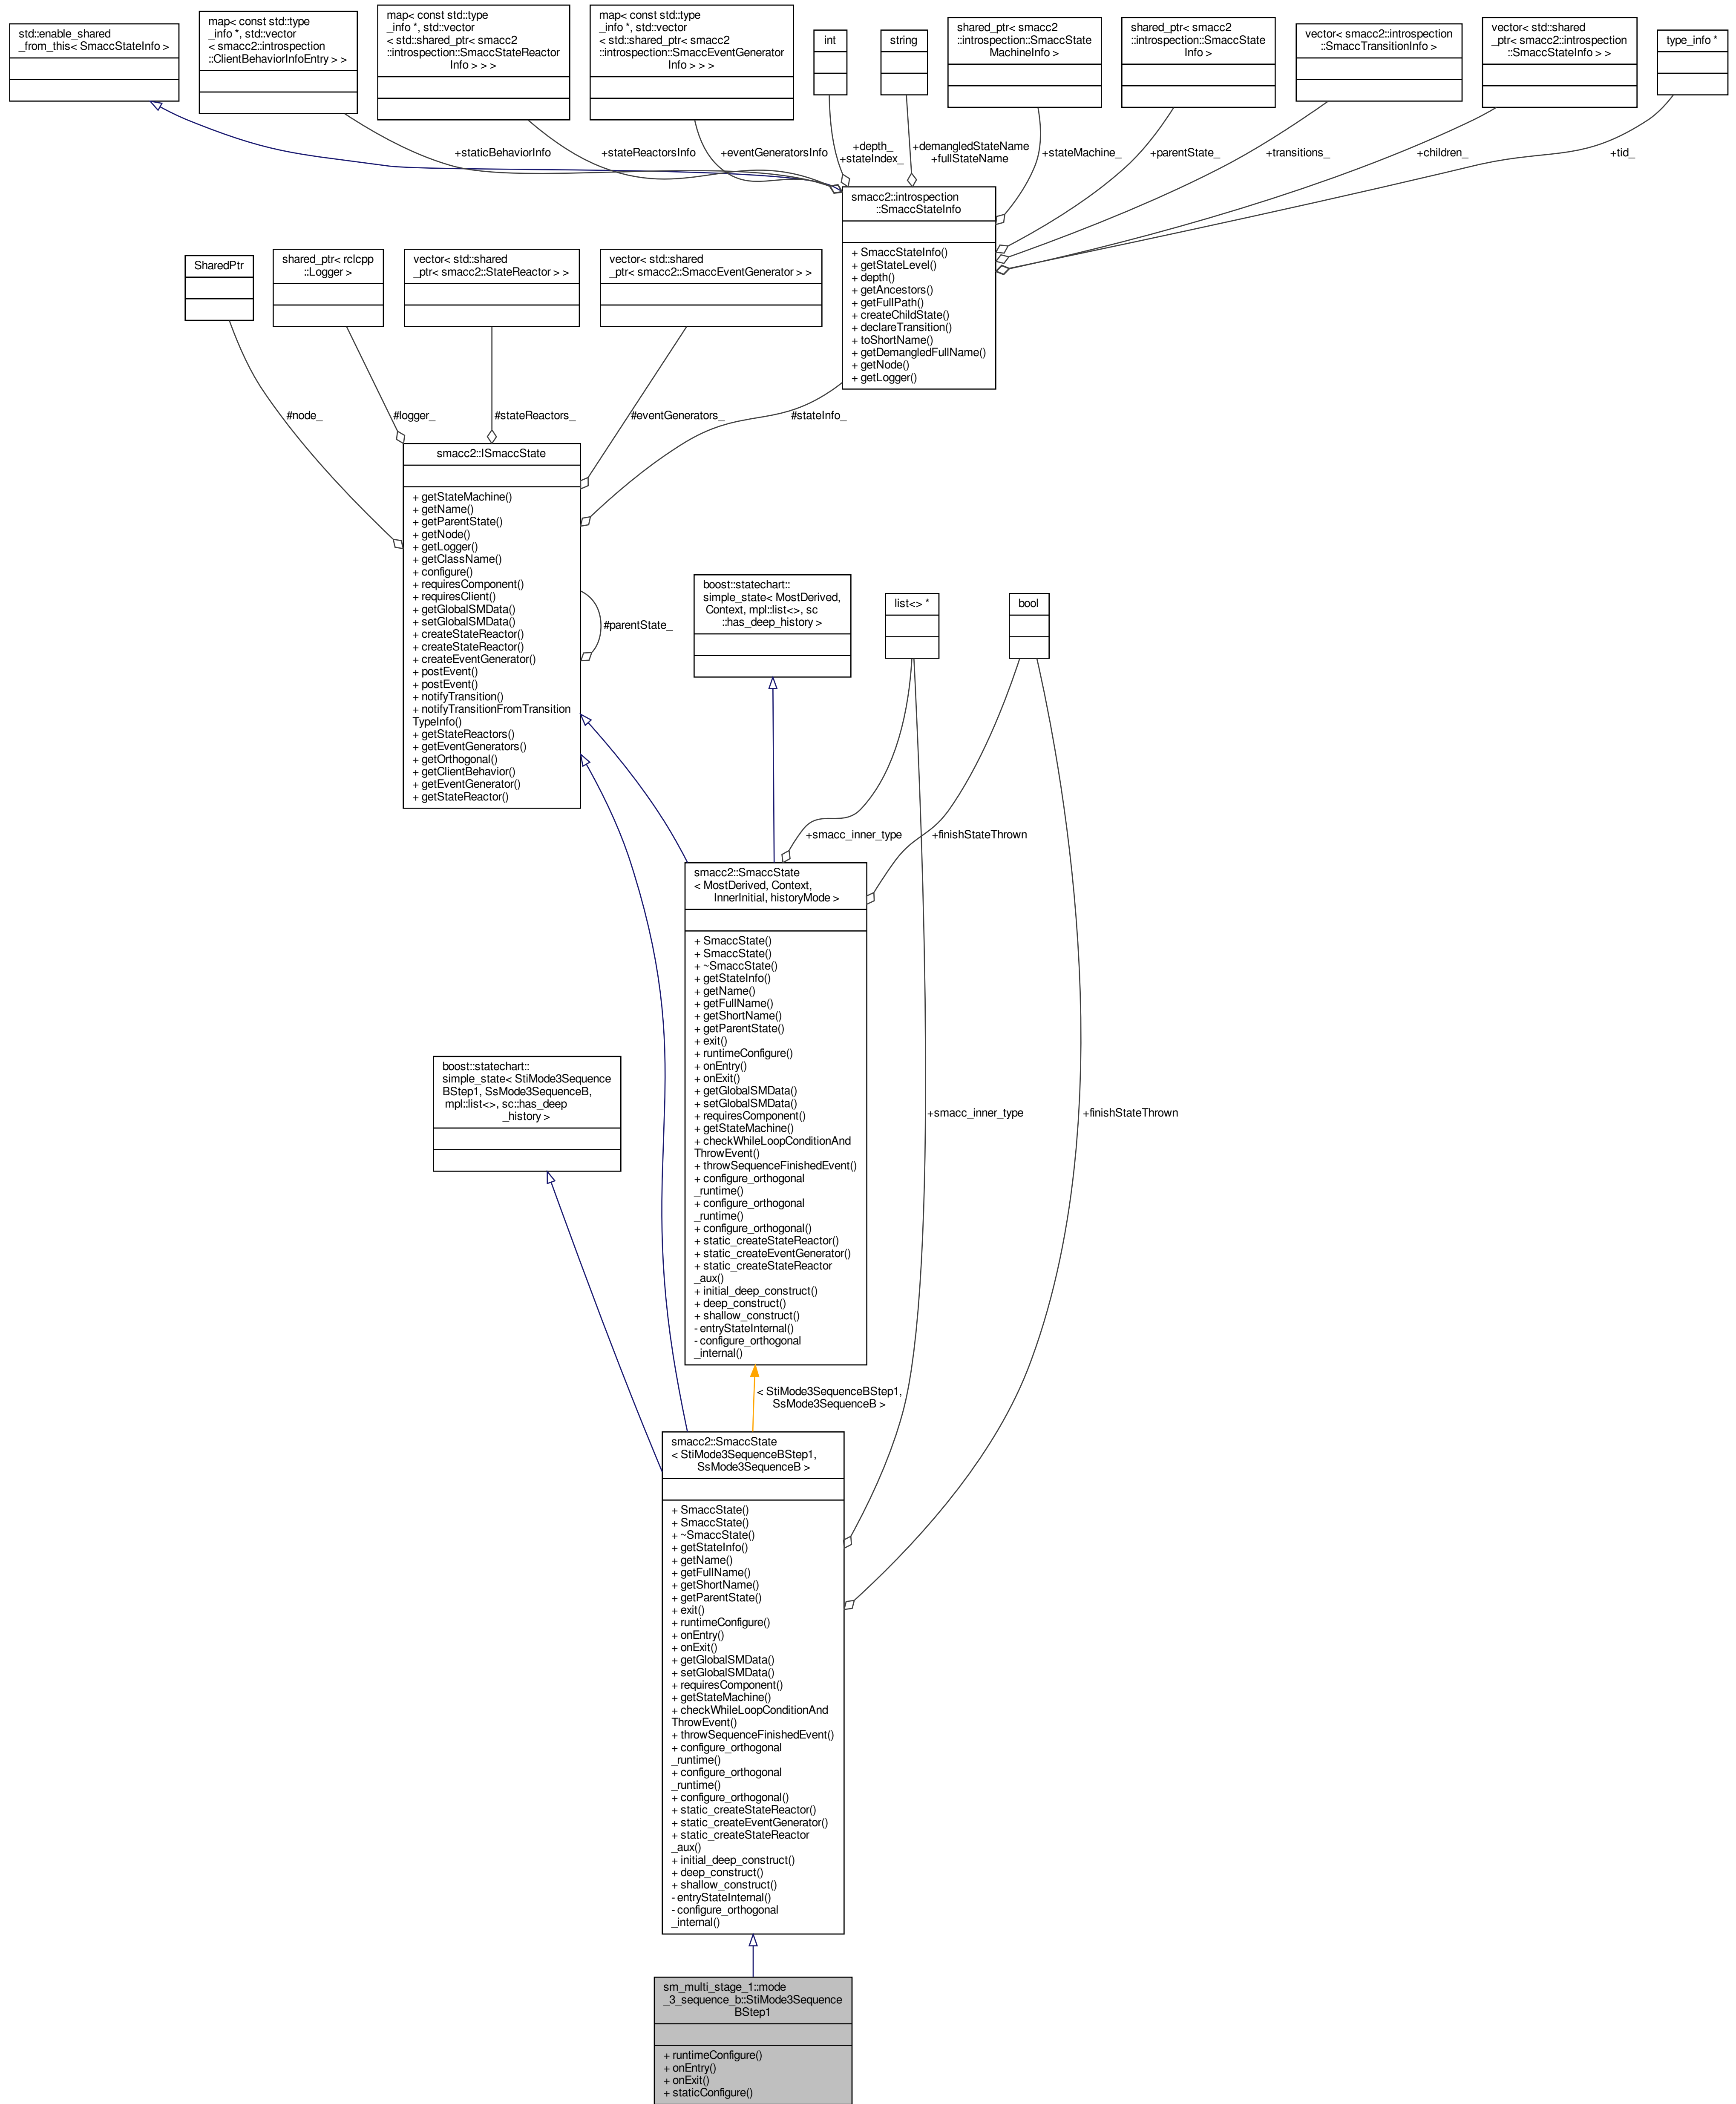 std::enable_shared
_from_this< SmaccStateInfo >
map< const std::type
_info *, std::vector
< smacc2::introspection
::ClientBehaviorInfoEntry > >
map< const std::type
_info *, std::vector
< std::shared_ptr< smacc2
::introspection::SmaccStateReactor
Info > > >
map< const std::type
_info *, std::vector
< std::shared_ptr< smacc2
::introspection::SmaccEventGenerator
Info > > >
int
string
shared_ptr< smacc2
::introspection::SmaccState
MachineInfo >
shared_ptr< smacc2
::introspection::SmaccState
Info >
vector< smacc2::introspection
::SmaccTransitionInfo >
vector< std::shared
_ptr< smacc2::introspection
::SmaccStateInfo > >
type_info *
+staticBehaviorInfo
+stateReactorsInfo
+eventGeneratorsInfo
+depth_
+stateIndex_
+demangledStateName
+fullStateName
+stateMachine_
+parentState_
+transitions_
+children_
+tid_
smacc2::introspection
::SmaccStateInfo
+ SmaccStateInfo()
+ getStateLevel()
+ depth()
+ getAncestors()
+ getFullPath()
+ createChildState()
+ declareTransition()
+ toShortName()
+ getDemangledFullName()
+ getNode()
+ getLogger()
SharedPtr
shared_ptr< rclcpp
::Logger >
vector< std::shared
_ptr< smacc2::StateReactor > >
vector< std::shared
_ptr< smacc2::SmaccEventGenerator > >
#node_
#logger_
#stateReactors_
#eventGenerators_
#stateInfo_
smacc2::ISmaccState
+ getStateMachine()
+ getName()
+ getParentState()
+ getNode()
+ getLogger()
+ getClassName()
+ configure()
+ requiresComponent()
+ requiresClient()
+ getGlobalSMData()
+ setGlobalSMData()
+ createStateReactor()
+ createStateReactor()
+ createEventGenerator()
+ postEvent()
+ postEvent()
+ notifyTransition()
+ notifyTransitionFromTransition
TypeInfo()
+ getStateReactors()
+ getEventGenerators()
+ getOrthogonal()
+ getClientBehavior()
+ getEventGenerator()
+ getStateReactor()
#parentState_
boost::statechart::
simple_state< MostDerived,
Context, mpl::list<>, sc
::has_deep_history >
list<> *
bool
+smacc_inner_type
+finishStateThrown
smacc2::SmaccState
< MostDerived, Context,
InnerInitial, historyMode >
+ SmaccState()
+ SmaccState()
+ ~SmaccState()
+ getStateInfo()
+ getName()
+ getFullName()
+ getShortName()
+ getParentState()
+ exit()
+ runtimeConfigure()
+ onEntry()
+ onExit()
+ getGlobalSMData()
+ setGlobalSMData()
+ requiresComponent()
+ getStateMachine()
+ checkWhileLoopConditionAnd
ThrowEvent()
+ throwSequenceFinishedEvent()
+ configure_orthogonal
_runtime()
+ configure_orthogonal
_runtime()
+ configure_orthogonal()
+ static_createStateReactor()
+ static_createEventGenerator()
+ static_createStateReactor
_aux()
+ initial_deep_construct()
+ deep_construct()
+ shallow_construct()
- entryStateInternal()
- configure_orthogonal
_internal()
boost::statechart::
simple_state< StiMode3Sequence
BStep1, SsMode3SequenceB,
mpl::list<>, sc::has_deep
_history >
+smacc_inner_type
+finishStateThrown
< StiMode3SequenceBStep1,
SsMode3SequenceB >
smacc2::SmaccState
< StiMode3SequenceBStep1,
SsMode3SequenceB >
+ SmaccState()
+ SmaccState()
+ ~SmaccState()
+ getStateInfo()
+ getName()
+ getFullName()
+ getShortName()
+ getParentState()
+ exit()
+ runtimeConfigure()
+ onEntry()
+ onExit()
+ getGlobalSMData()
+ setGlobalSMData()
+ requiresComponent()
+ getStateMachine()
+ checkWhileLoopConditionAnd
ThrowEvent()
+ throwSequenceFinishedEvent()
+ configure_orthogonal
_runtime()
+ configure_orthogonal
_runtime()
+ configure_orthogonal()
+ static_createStateReactor()
+ static_createEventGenerator()
+ static_createStateReactor
_aux()
+ initial_deep_construct()
+ deep_construct()
+ shallow_construct()
- entryStateInternal()
- configure_orthogonal
_internal()
sm_multi_stage_1::mode
_3_sequence_b::StiMode3Sequence
BStep1
+ runtimeConfigure()
+ onEntry()
+ onExit()
+ staticConfigure()